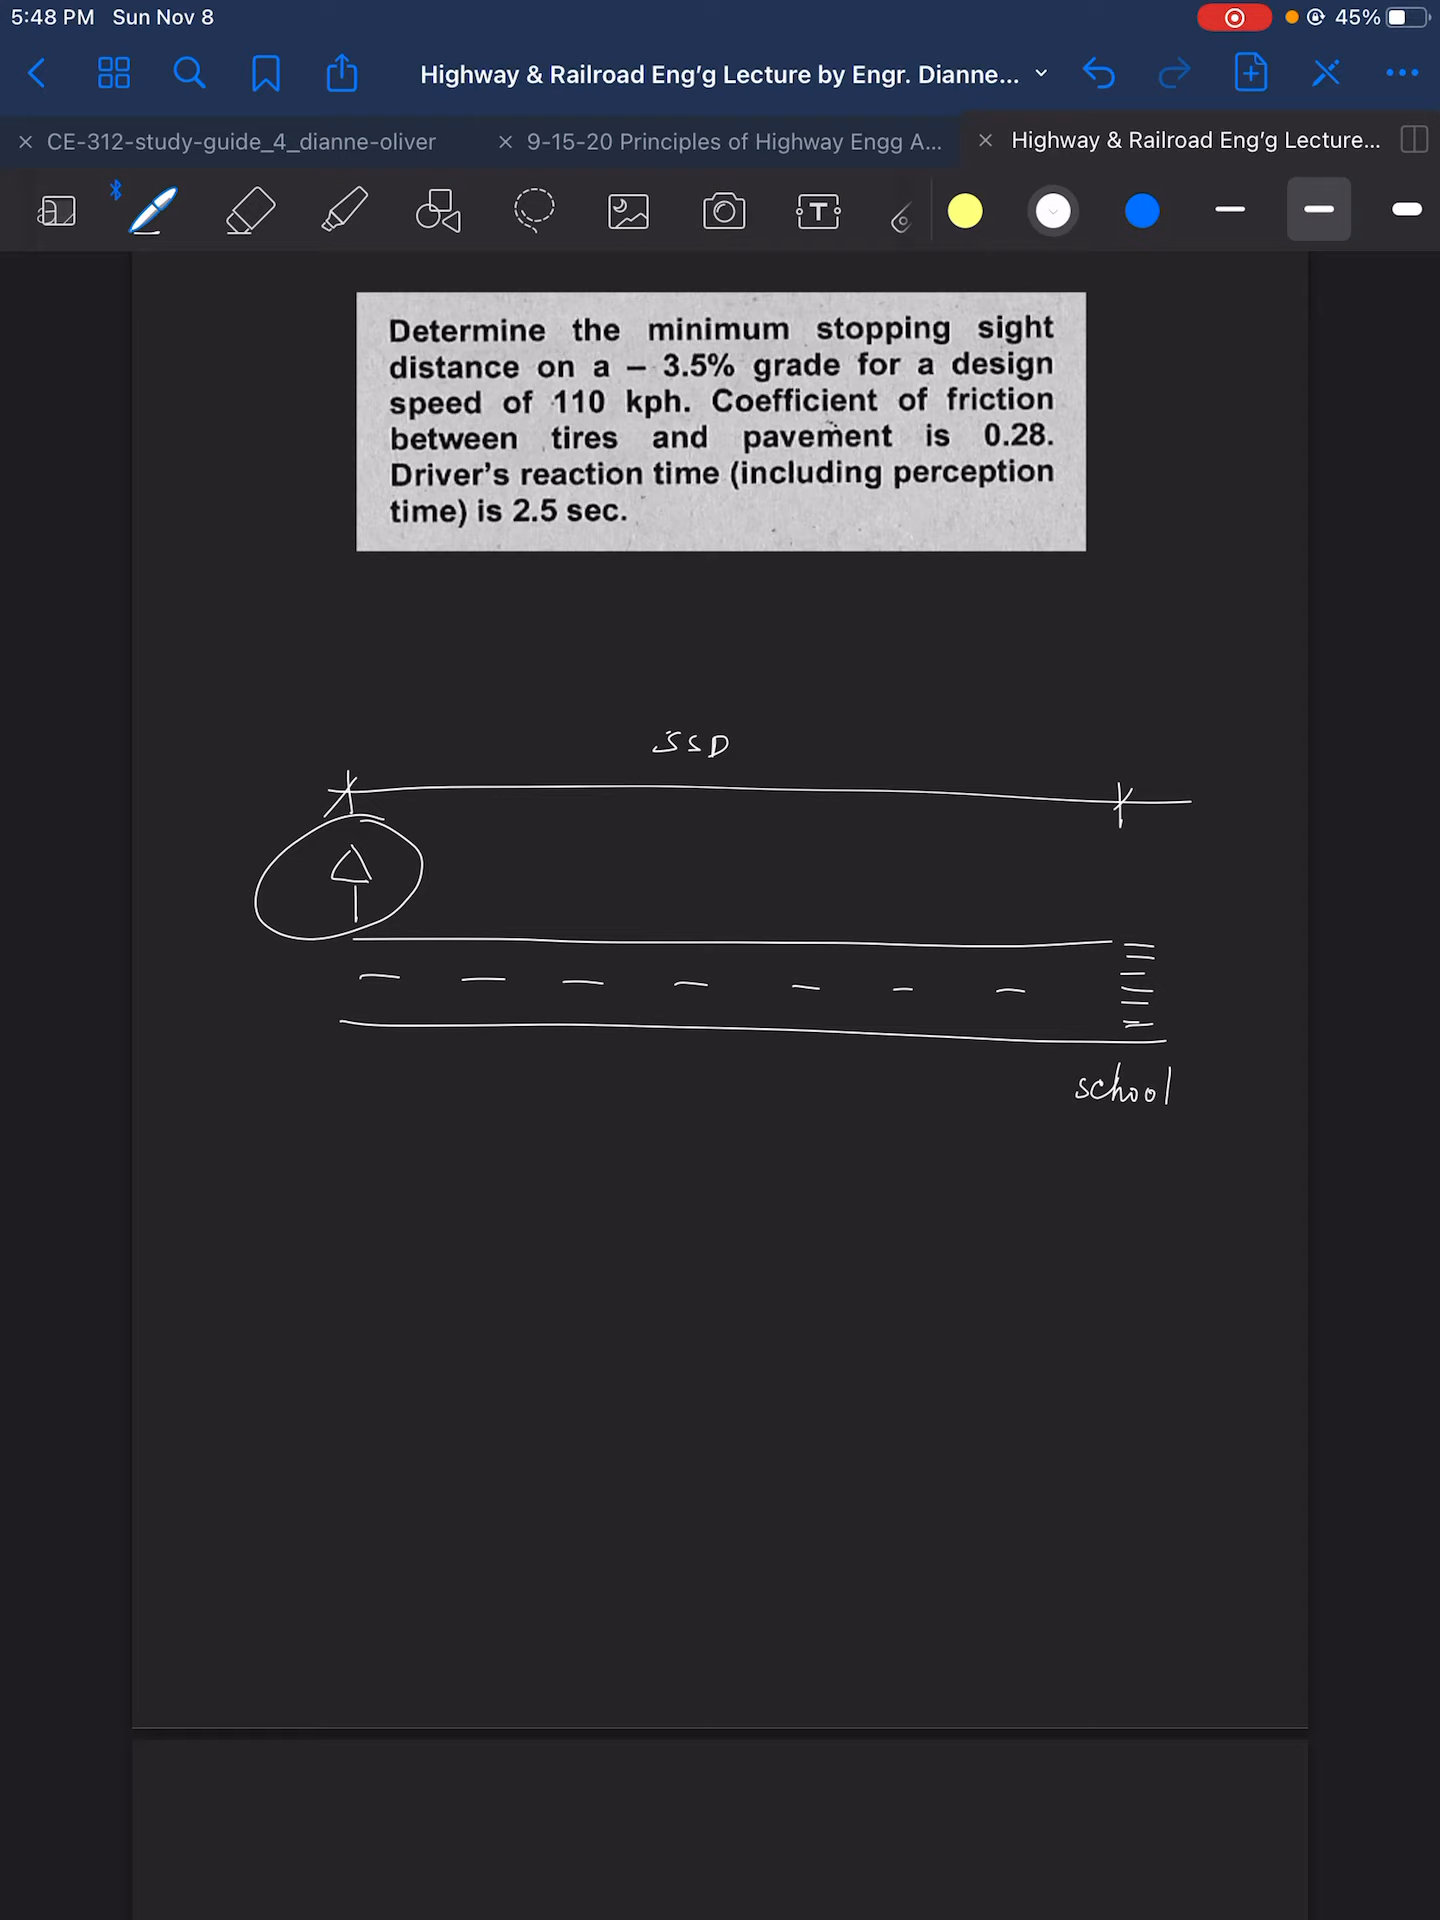 5:48 PM Sun Nov 8
45%
Highway & Railroad Eng’g Lecture by Engr. Dianne...
CE-312-study-guide_4_dianne-oliver
9-15-20 Principles of Highway Engg A...
Highway & Railroad Eng’g Lecture...
T
Determine the minimum stopping sight
distance on a – 3.5% grade for a design
speed of 110 kph. Coefficient of friction
between tires and pavement is 0.28.
Driver’s reaction time (including perception
time) is 2.5 sec.
SSD
school